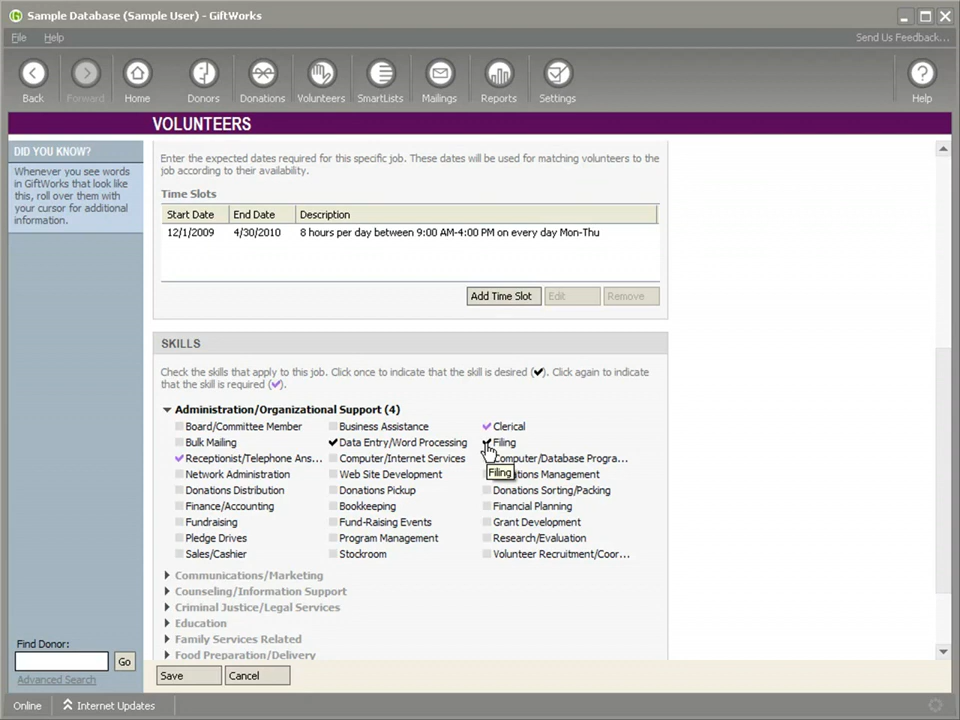 Sample Database (Sample User) - GiftWorks
File Help Send Us Feedback...
Back Forward Home Donors Donations Volunteers SmartLists Mailings Reports Settings Help
VOLUNTEERS
DID YOU KNOW?
Whenever you see words
in GiftWorks that look like
this, roll over them with
your cursor for additional
information.
Enter the expected dates required for this specific job. These dates will be used for matching volunteers to the
job according to their availability.
Time Slots
Start Date End Date Description
12/1/2009 4/30/2010 8 hours per day between 9:00 AM-4:00 PM on every day Mon-Thu
Add Time Slot Edit Remove
SKILLS
Check the skills that apply to this job. Click once to indicate that the skill is desired (✔). Click again to indicate
that the skill is required (✔).
Administration/Organizational Support (4)
Board/Committee Member Business Assistance Clerical
Bulk Mailing Data Entry/Word Processing Filing
Receptionist/Telephone Ans... Computer/Internet Services Computer/Database Progra...
Filing
Network Administration Web Site Development Management
Donations Distribution Donations Pickup Donations Sorting/Packing
Finance/Accounting Bookkeeping Financial Planning
Fundraising Fund-Raising Events Grant Development
Pledge Drives Program Management Research/Evaluation
Sales/Cashier Stockroom Volunteer Recruitment/Coor...
Communications/Marketing
Counseling/Information Support
Criminal Justice/Legal Services
Education
Family Services Related
Food Preparation/Delivery
Find Donor:
Go
Advanced Search
Save Cancel
Online Internet Updates